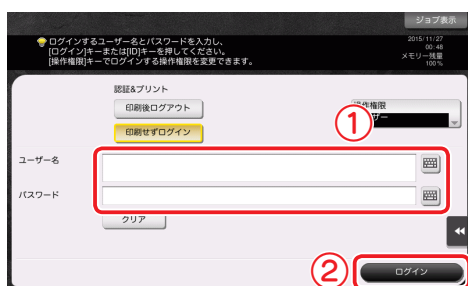 ジョブ表示
ログインするユーザー名とパスワードを入力し、
[ログイン]キーまたは[ID]キーを押してください。
[操作権限]キーでログインする操作権限を変更できます。
2015/11/27
00:48
メモリー残量
100%
認証&プリント
印刷後ログアウト
印刷せずログイン
操作権限
ザー
①
ユーザー名
パスワード
クリア
②
ログイン